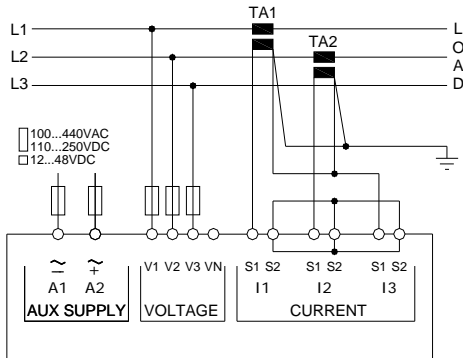 TA1
L1 L
TA2
L2 O
A
L3 D
100...440VAC
110...250VDC
12...48VDC
~ ~
− +
V1 V2 V3 VN S1 S2 S1 S2 S1 S2
A1 A2 I1 I2 I3
AUX SUPPLY VOLTAGE CURRENT